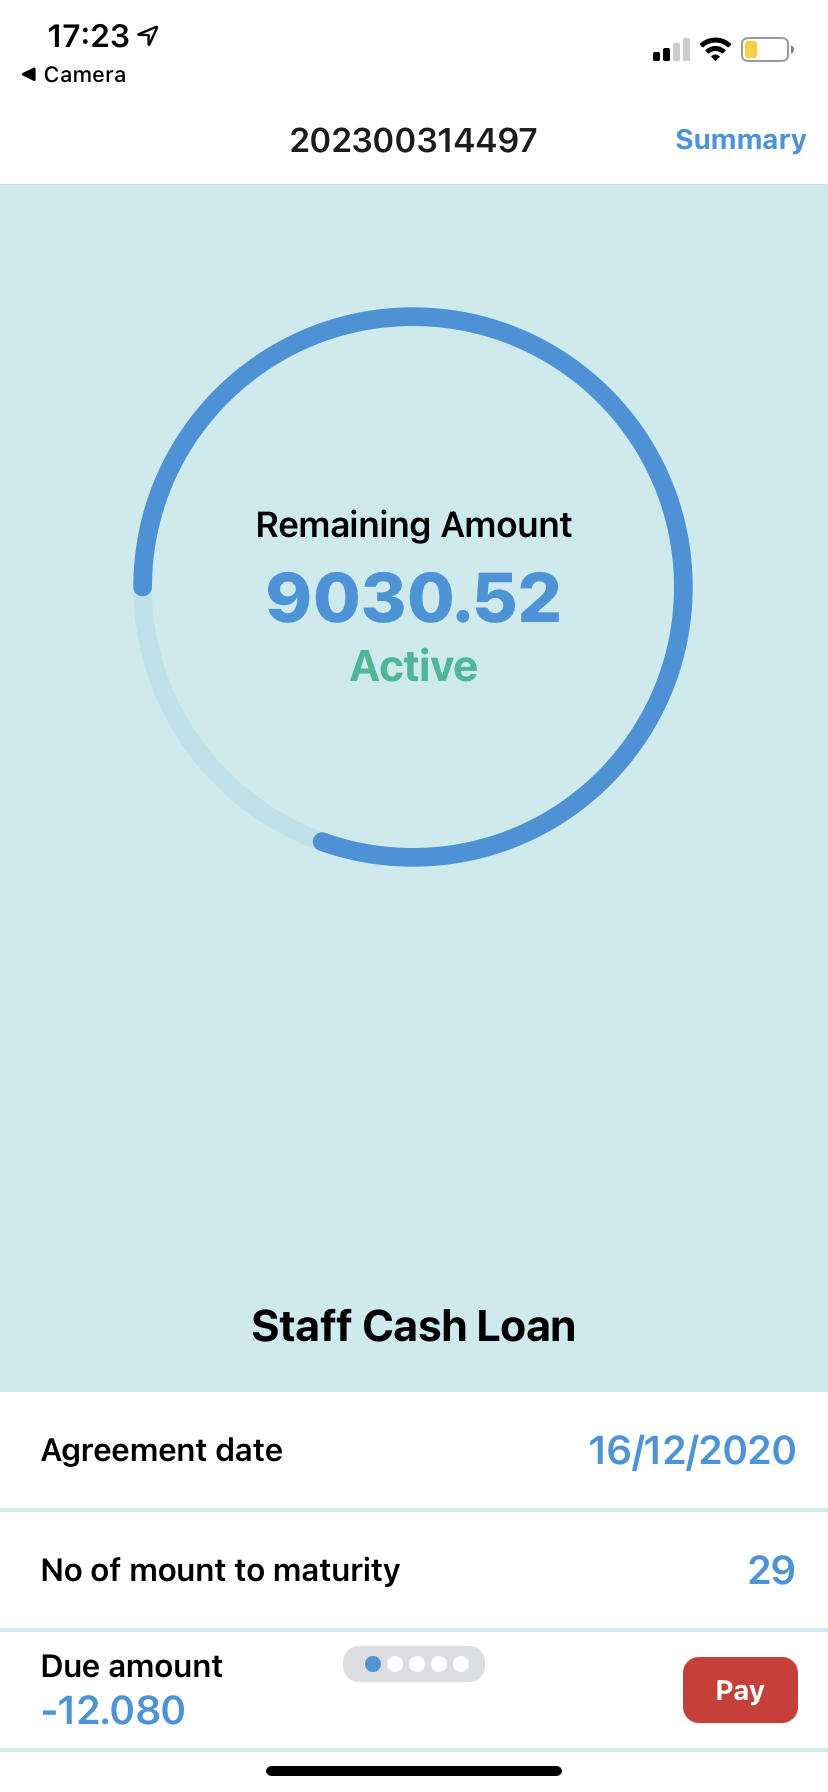 17:23
Camera
202300314497
Summary
Remaining Amount
9030.52
Active
Staff Cash Loan
Agreement date
16/12/2020
No of mount to maturity
29
Due amount
-12.080
Pay